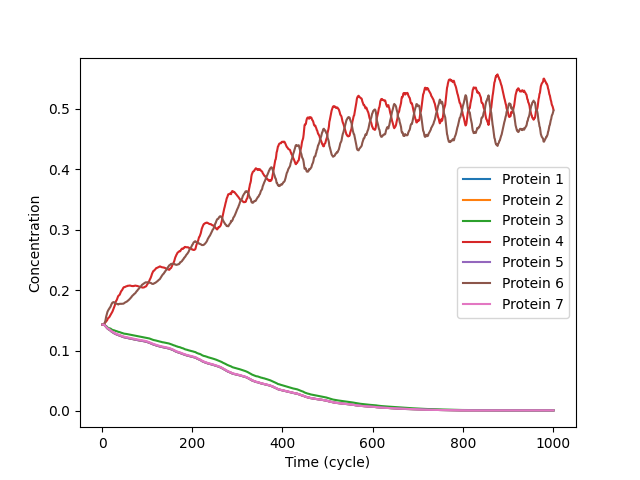 0.5
0.4
0.3
0.2
0.1
0.0
Concentration
Protein 1
Protein 2
Protein 3
Protein 4
Protein 5
Protein 6
Protein 7
0 200 400 600 800 1000
Time (cycle)